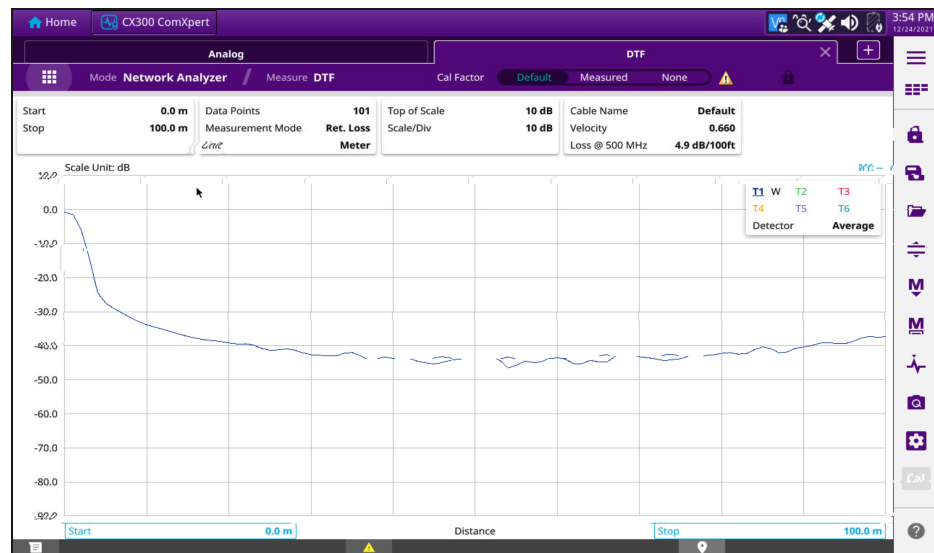 Home CX300 ComXpert 3:54 PM
12/24/2021
Analog DTF
Mode Network Analyzer / Measure DTF Cal Factor Default Measured None
Start 0.0 m Data Points 101 Top of Scale 10 dB Cable Name Default
Stop 100.0 m Measurement Mode Ret. Loss Scale/Div 10 dB Velocity 0.660
Unit Meter Loss @ 500 MHz 4.9 dB/100ft
Scale Unit: dB
T1 W T2 T3
0.0
T4 T5 T6
Detector Average
-20.0
-30.0
-40.0
-50.0
-60.0
-70.0
-80.0
Cal
Start 0.0 m Distance Stop 100.0 m